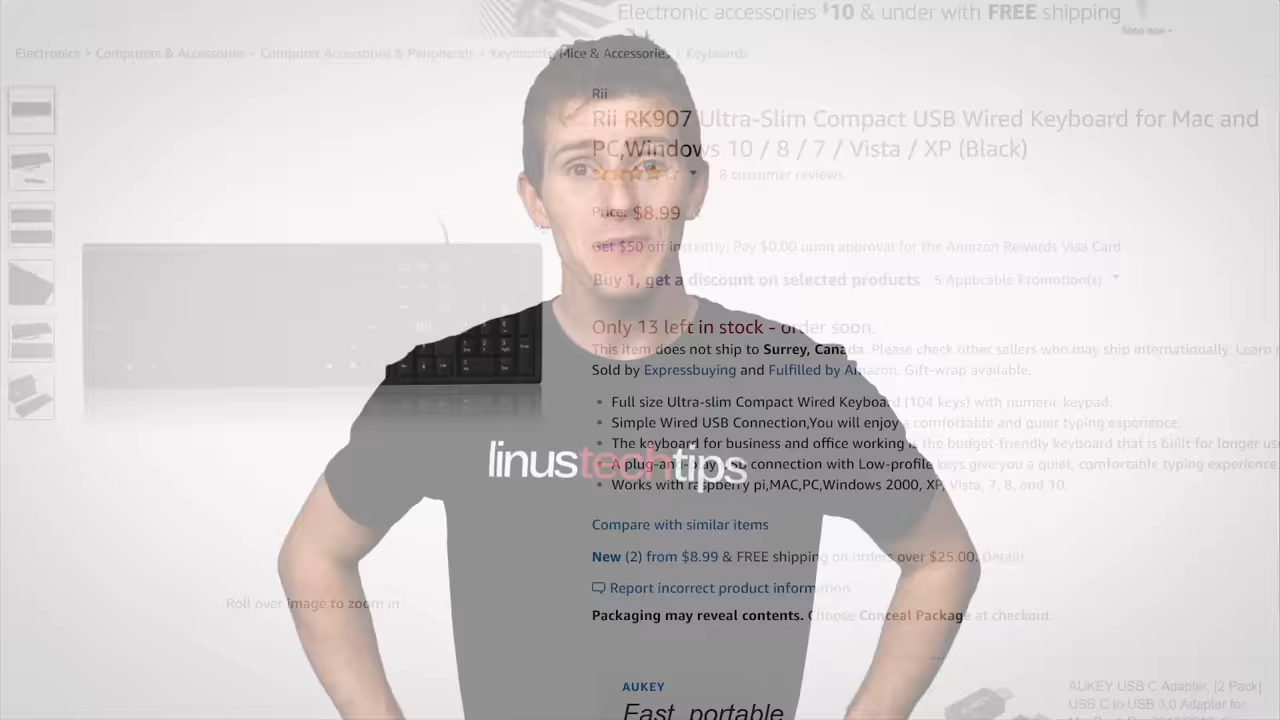 Electronic accessories $10 & under with FREE shipping
Shop now ›
Electronics › Computers & Accessories › Computer Accessories & Peripherals › Keyboards, Mice & Accessories › Keyboards
Rii
Rii RK907 Ultra-Slim Compact USB Wired Keyboard for Mac and
PC,Windows 10 / 8 / 7 / Vista / XP (Black)
8 customer reviews
Price: $8.99
Get $50 off instantly: Pay $0.00 upon approval for the Amazon Rewards Visa Card
Buy 1, get a discount on selected products 5 Applicable Promotion(s)
Only 13 left in stock - order soon.
This item does not ship to Surrey, Canada. Please check other sellers who may ship internationally. Learn
Sold by Expressbuying and Fulfilled by Amazon. Gift-wrap available.
• Full size Ultra-slim Compact Wired Keyboard (104 keys) with numeric keypad.
• Simple Wired USB Connection,You will enjoy a comfortable and quiet typing experience.
• The keyboard for business and office working is the budget-friendly keyboard that is built for longer
• A plug-and-play USB connection with Low-profile keys give you a quiet, comfortable typing experience.
• Works with raspberry pi,MAC,PC,Windows 2000, XP, Vista, 7, 8, and 10.
linustechtips
Compare with similar items
New (2) from $8.99 & FREE shipping on orders over $25.00. Details
Report incorrect product information.
Roll over image to zoom in
Packaging may reveal contents. Choose Conceal Package at checkout.
AUKEY
Fast, portable
AUKEY USB C Adapter, [2 Pack]
USB C to USB 3.0 Adapter for